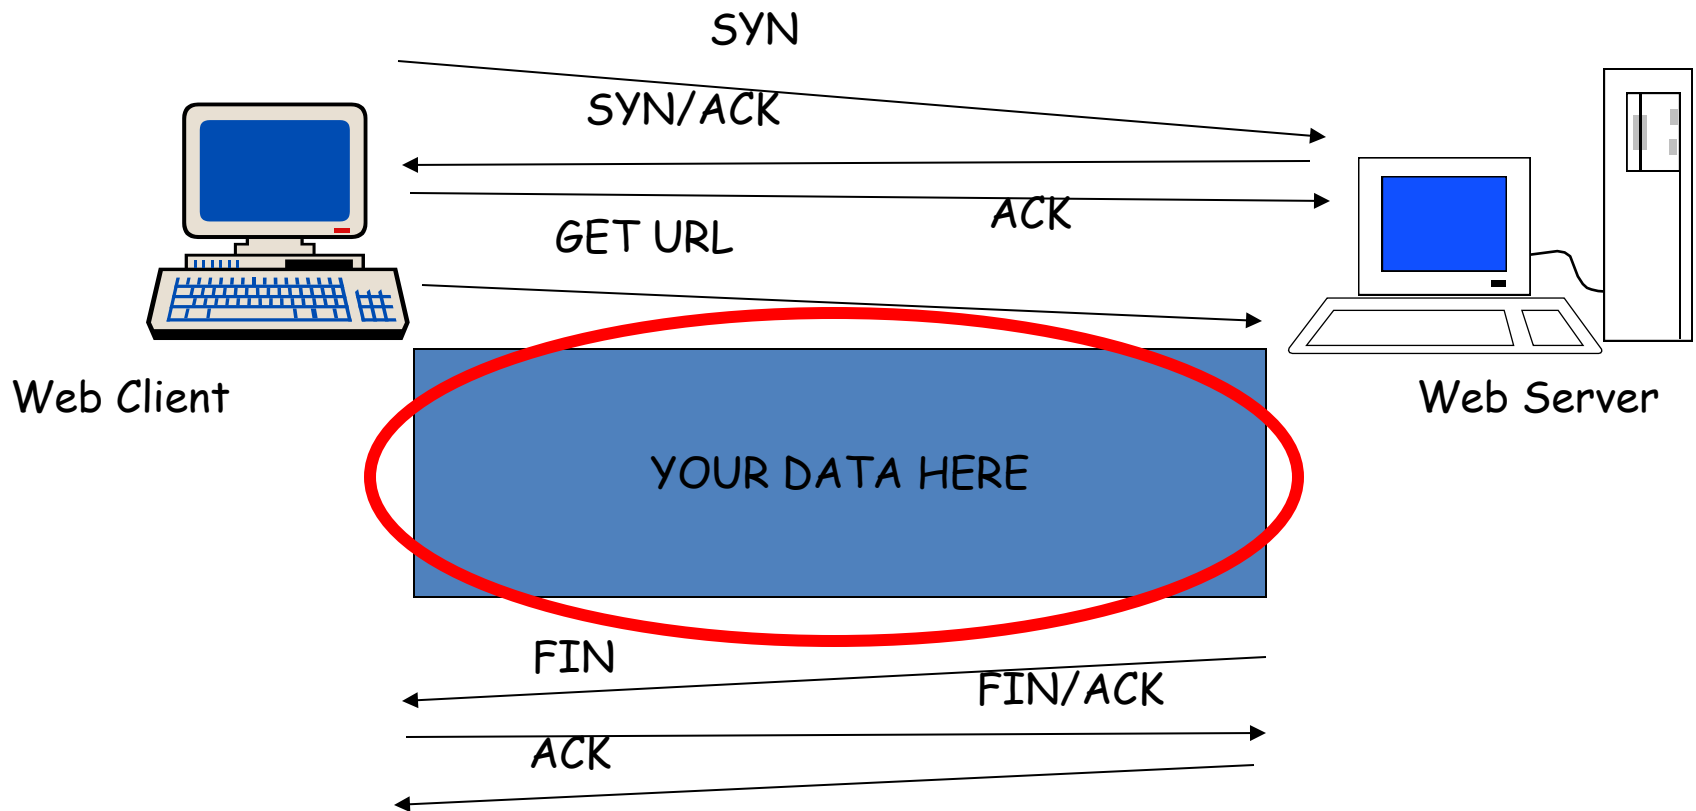 SYN
SYN/ACK
ACK
GET URL
Web Client
Web Server
YOUR DATA HERE
FIN
FIN/ACK
ACK